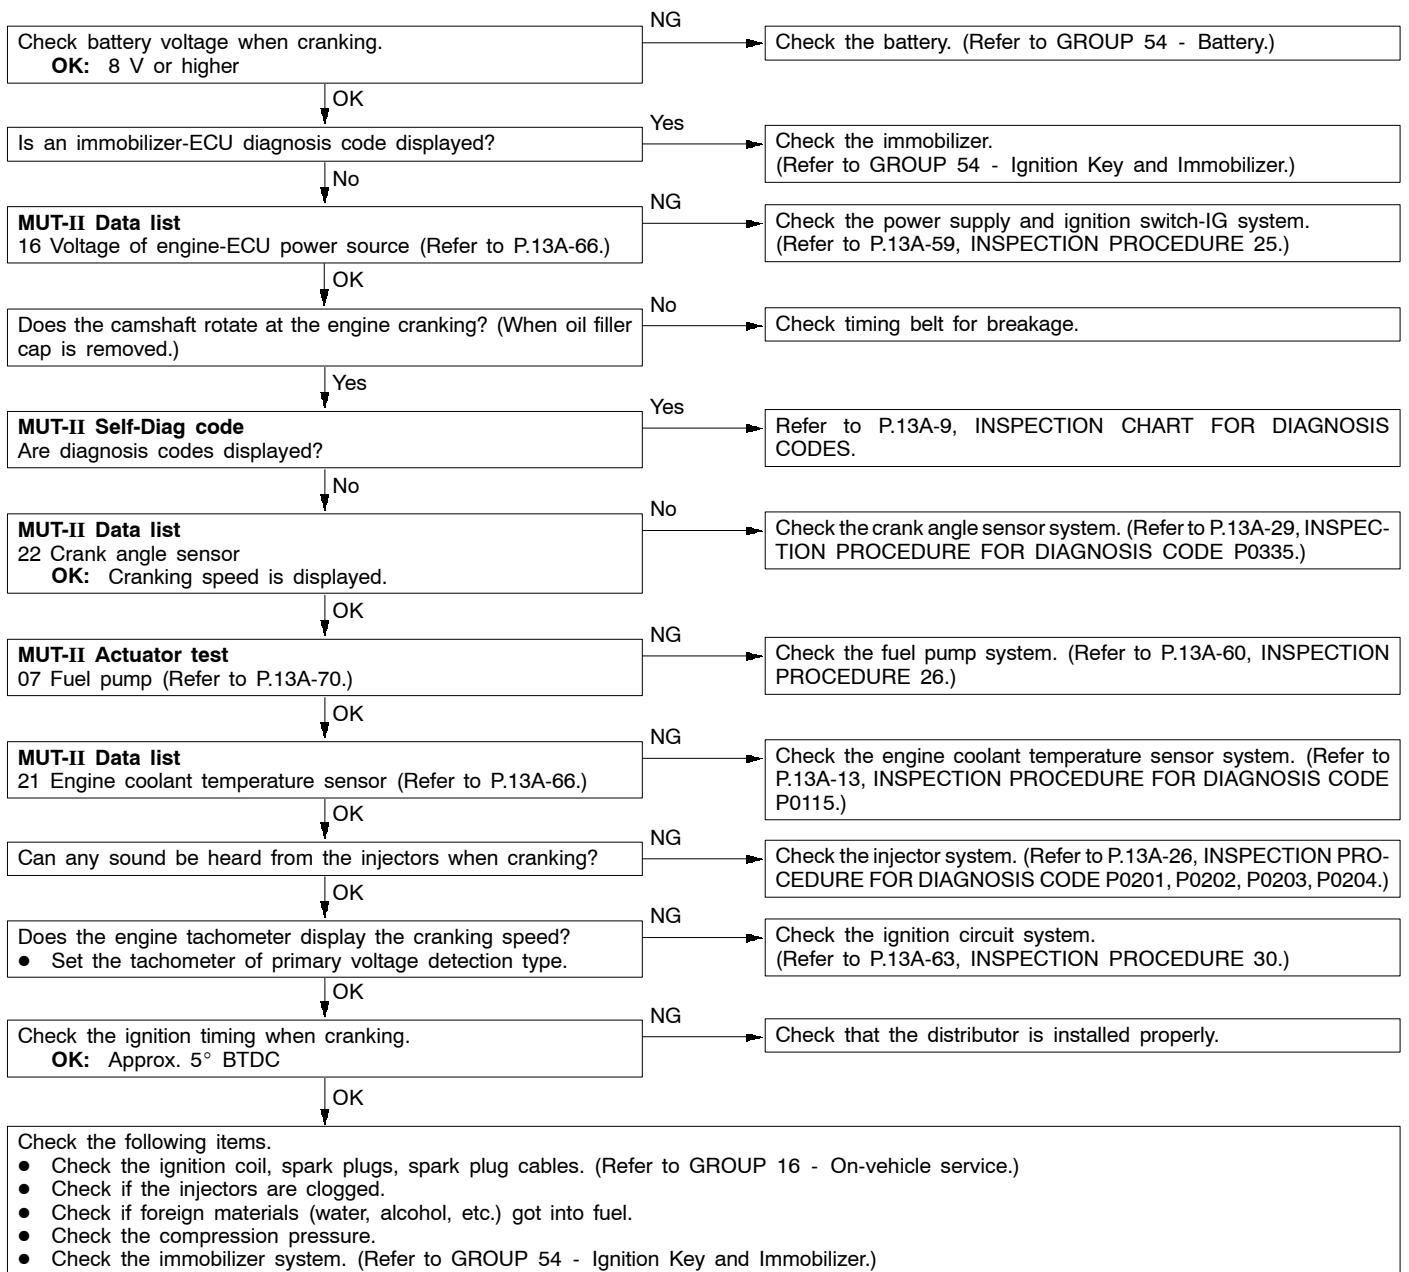 NG
Check battery voltage when cranking.
OK: 8 V or higher
Check the battery. (Refer to GROUP 54 - Battery.)
OK
Is an immobilizer-ECU diagnosis code displayed?
Yes
Check the immobilizer.
(Refer to GROUP 54 - Ignition Key and Immobilizer.)
No
MUT-II Data list
16 Voltage of engine-ECU power source (Refer to P.13A-66.)
NG
Check the power supply and ignition switch-IG system.
(Refer to P.13A-59, INSPECTION PROCEDURE 25.)
OK
Does the camshaft rotate at the engine cranking? (When oil filler
cap is removed.)
No
Check timing belt for breakage.
Yes
MUT-II Self-Diag code
Are diagnosis codes displayed?
Yes
Refer to P.13A-9, INSPECTION CHART FOR DIAGNOSIS
CODES.
No
MUT-II Data list
22 Crank angle sensor
OK: Cranking speed is displayed.
No
Check the crank angle sensor system. (Refer to P.13A-29, INSPEC-
TION PROCEDURE FOR DIAGNOSIS CODE P0335.)
OK
MUT-II Actuator test
07 Fuel pump (Refer to P.13A-70.)
NG
Check the fuel pump system. (Refer to P.13A-60, INSPECTION
PROCEDURE 26.)
OK
MUT-II Data list
21 Engine coolant temperature sensor (Refer to P.13A-66.)
NG
Check the engine coolant temperature sensor system. (Refer to
P.13A-13, INSPECTION PROCEDURE FOR DIAGNOSIS CODE
P0115.)
OK
Can any sound be heard from the injectors when cranking?
NG
Check the injector system. (Refer to P.13A-26, INSPECTION PRO-
CEDURE FOR DIAGNOSIS CODE P0201, P0202, P0203, P0204.)
OK
Does the engine tachometer display the cranking speed?
● Set the tachometer of primary voltage detection type.
NG
Check the ignition circuit system.
(Refer to P.13A-63, INSPECTION PROCEDURE 30.)
OK
Check the ignition timing when cranking.
OK: Approx. 5° BTDC
NG
Check that the distributor is installed properly.
OK
Check the following items.
● Check the ignition coil, spark plugs, spark plug cables. (Refer to GROUP 16 - On-vehicle service.)
● Check if the injectors are clogged.
● Check if foreign materials (water, alcohol, etc.) got into fuel.
● Check the compression pressure.
● Check the immobilizer system. (Refer to GROUP 54 - Ignition Key and Immobilizer.)